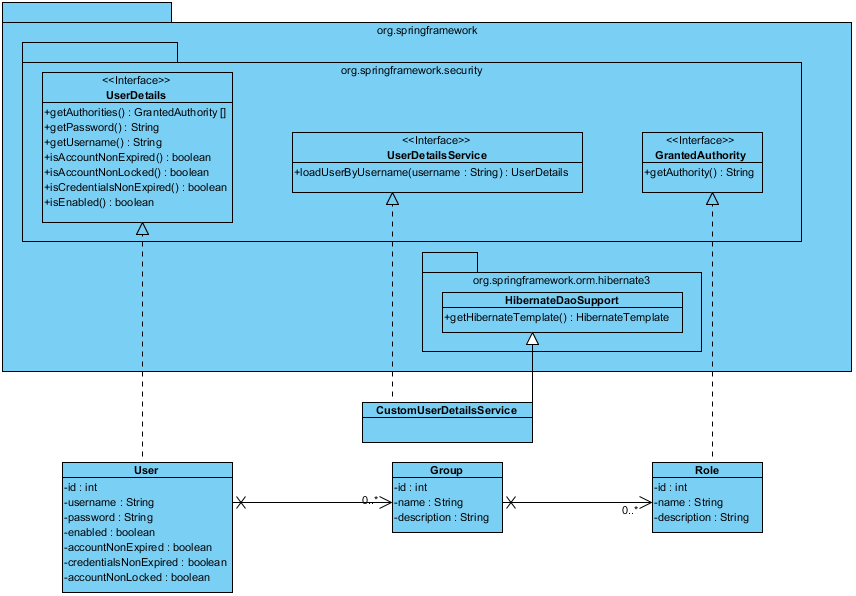 org.springframework
org.springframework.security
<<Interface>>
UserDetails
+getAuthorities() : GrantedAuthority []
+getPassword() : String
+getUsername() : String
+isAccountNonExpired() : boolean
+isAccountNonLocked() : boolean
+isCredentialsNonExpired() : boolean
+isEnabled() : boolean
<<Interface>>
UserDetailsService
+loadUserByUsername(username : String) : UserDetails
<<Interface>>
GrantedAuthority
+getAuthority() : String
org.springframework.orm.hibernate3
HibernateDaoSupport
+getHibernateTemplate() : HibernateTemplate
CustomUserDetailsService
User
-id : int
-username : String
-password : String
-enabled : boolean
-accountNonExpired : boolean
-credentialsNonExpired : boolean
-accountNonLocked : boolean
0..*
Group
-id : int
-name : String
-description : String
0..*
Role
-id : int
-name : String
-description : String